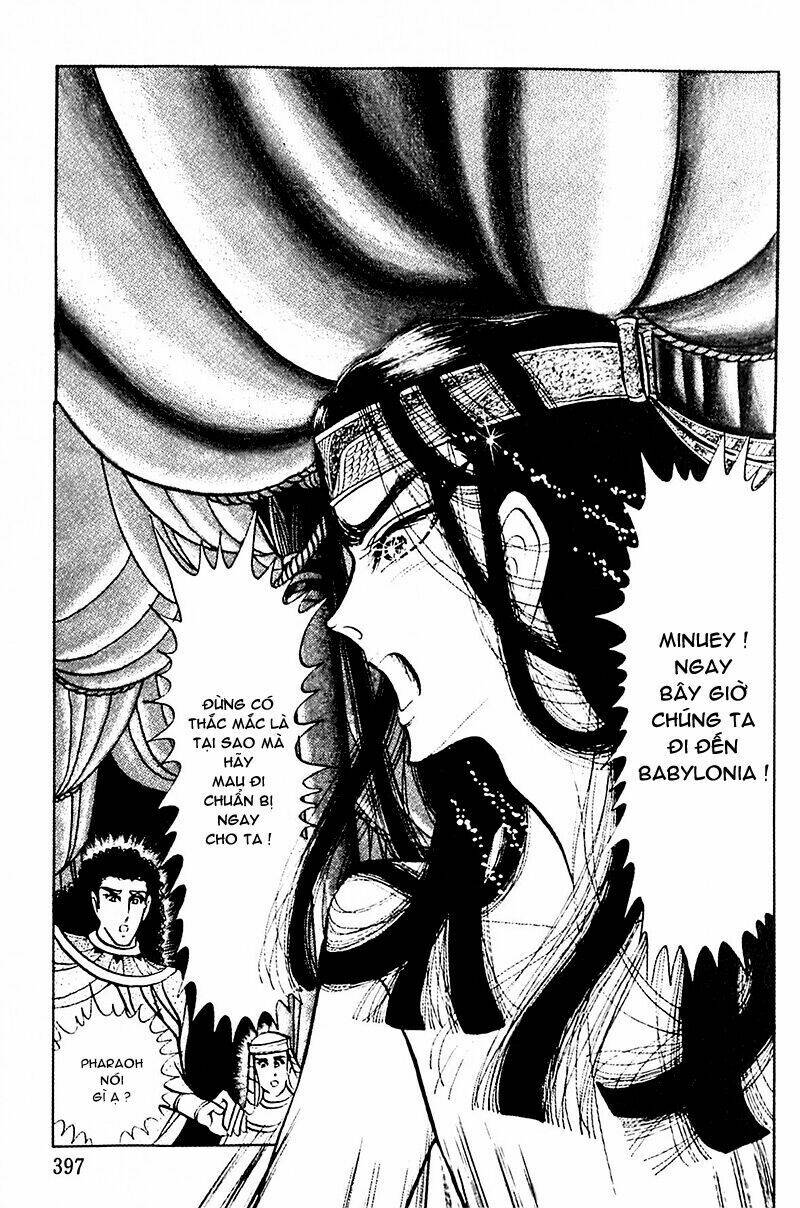 MINUEY !
NGAY
BÂY GIỜ
CHÚNG TA
ĐI ĐẾN
BABYLONIA !
ĐỪNG CÓ
THẮC MẮC LÀ
TẠI SAO MÀ
HÃY
MAU ĐI
CHUẨN BỊ
NGAY
CHO TA !
PHARAOH
NÓI
GÌ Ạ ?
397